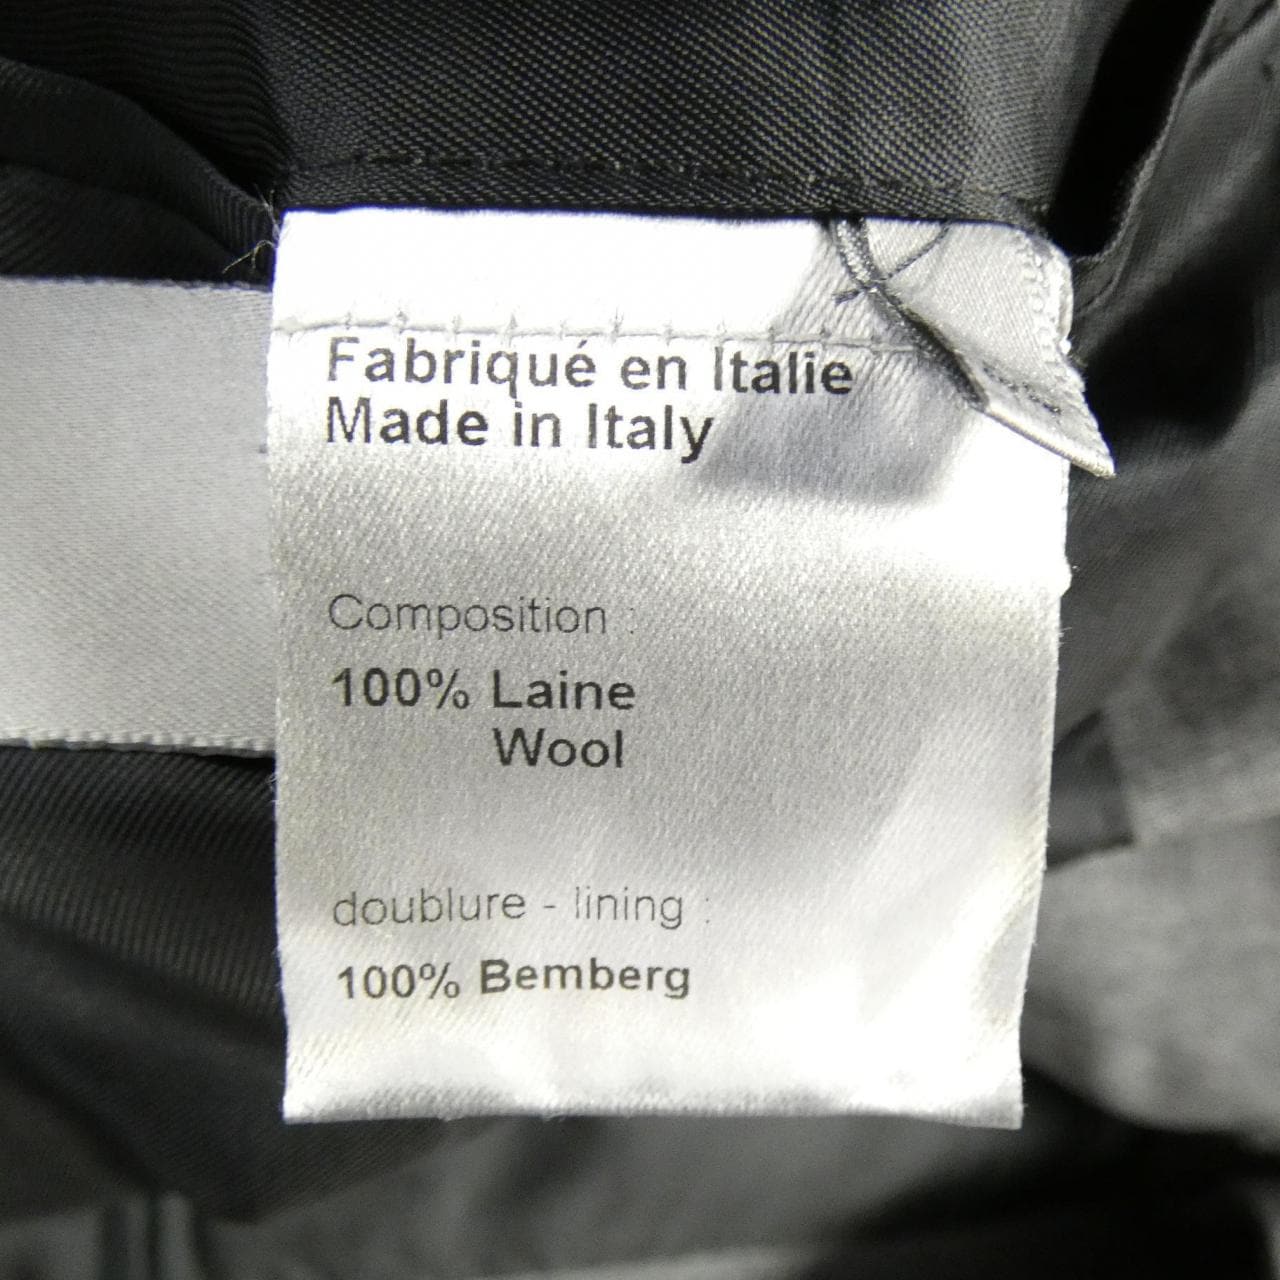 Fabriqué en Italie
Made in Italy
Composition :
100% Laine
Wool
doublure - lining :
100% Bemberg